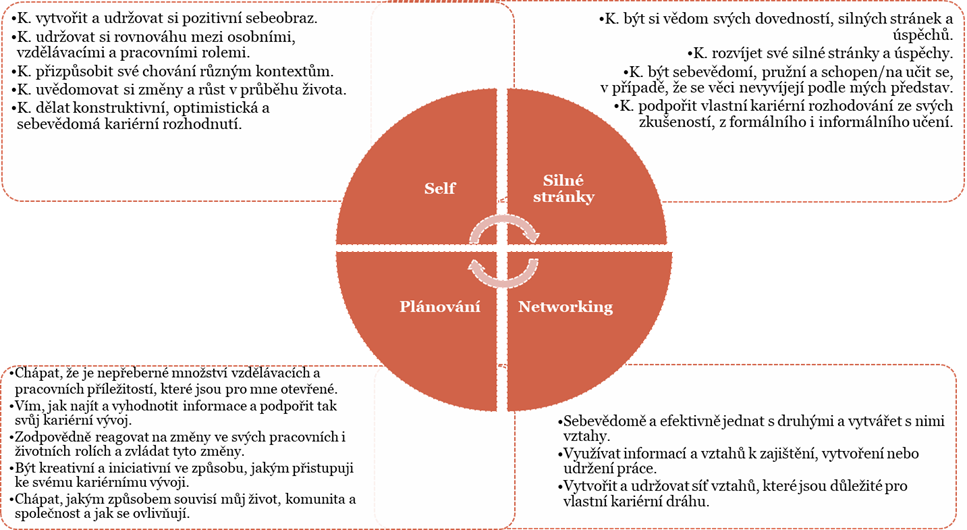 •K. vytvořit a udržovat si pozitivní sebeobraz.
•K. udržovat si rovnováhu mezi osobními,
vzdělávacími a pracovními rolemi.
•K. přizpůsobit své chování různým kontextům.
•K. uvědomovat si změny a růst v průběhu života.
•K. dělat konstruktivní, optimistická a
sebevědomá kariérní rozhodnutí.
•K. být si vědom svých dovedností, silných stránek a
úspěchů.
•K. rozvíjet své silné stránky a úspěchy.
•K. být sebevědomí, pružní a schopen/na učit se,
v případě, že se věci nevyvíjejí podle mých představ.
•K. podpořit vlastní kariérní rozhodování ze svých
zkušeností, z formálního i informálního učení.
Self
Silné
stránky
Plánování
Networking
•Chápat, že je nepřeberné množství vzdělávacích a
pracovních příležitostí, které jsou pro mne otevřené.
•Vím, jak najít a vyhodnotit informace a podpořit tak
svůj kariérní vývoj.
•Zodpovědně reagovat na změny ve svých pracovních i
životních rolích a zvládat tyto změny.
•Být kreativní a iniciativní ve způsobu, jakým přistupuji
ke svému kariérnímu vývoji.
•Chápat, jakým způsobem souvisí můj život, komunita a
společnost a jak se ovlivňují.
•Sebevědomě a efektivně jednat s druhými a vytvářet s nimi
vztahy.
•Využívat informací a vztahů k zajištění, vytvoření nebo
udržení práce.
•Vytvořit a udržovat síť vztahů, které jsou důležité pro
vlastní kariérní dráhu.